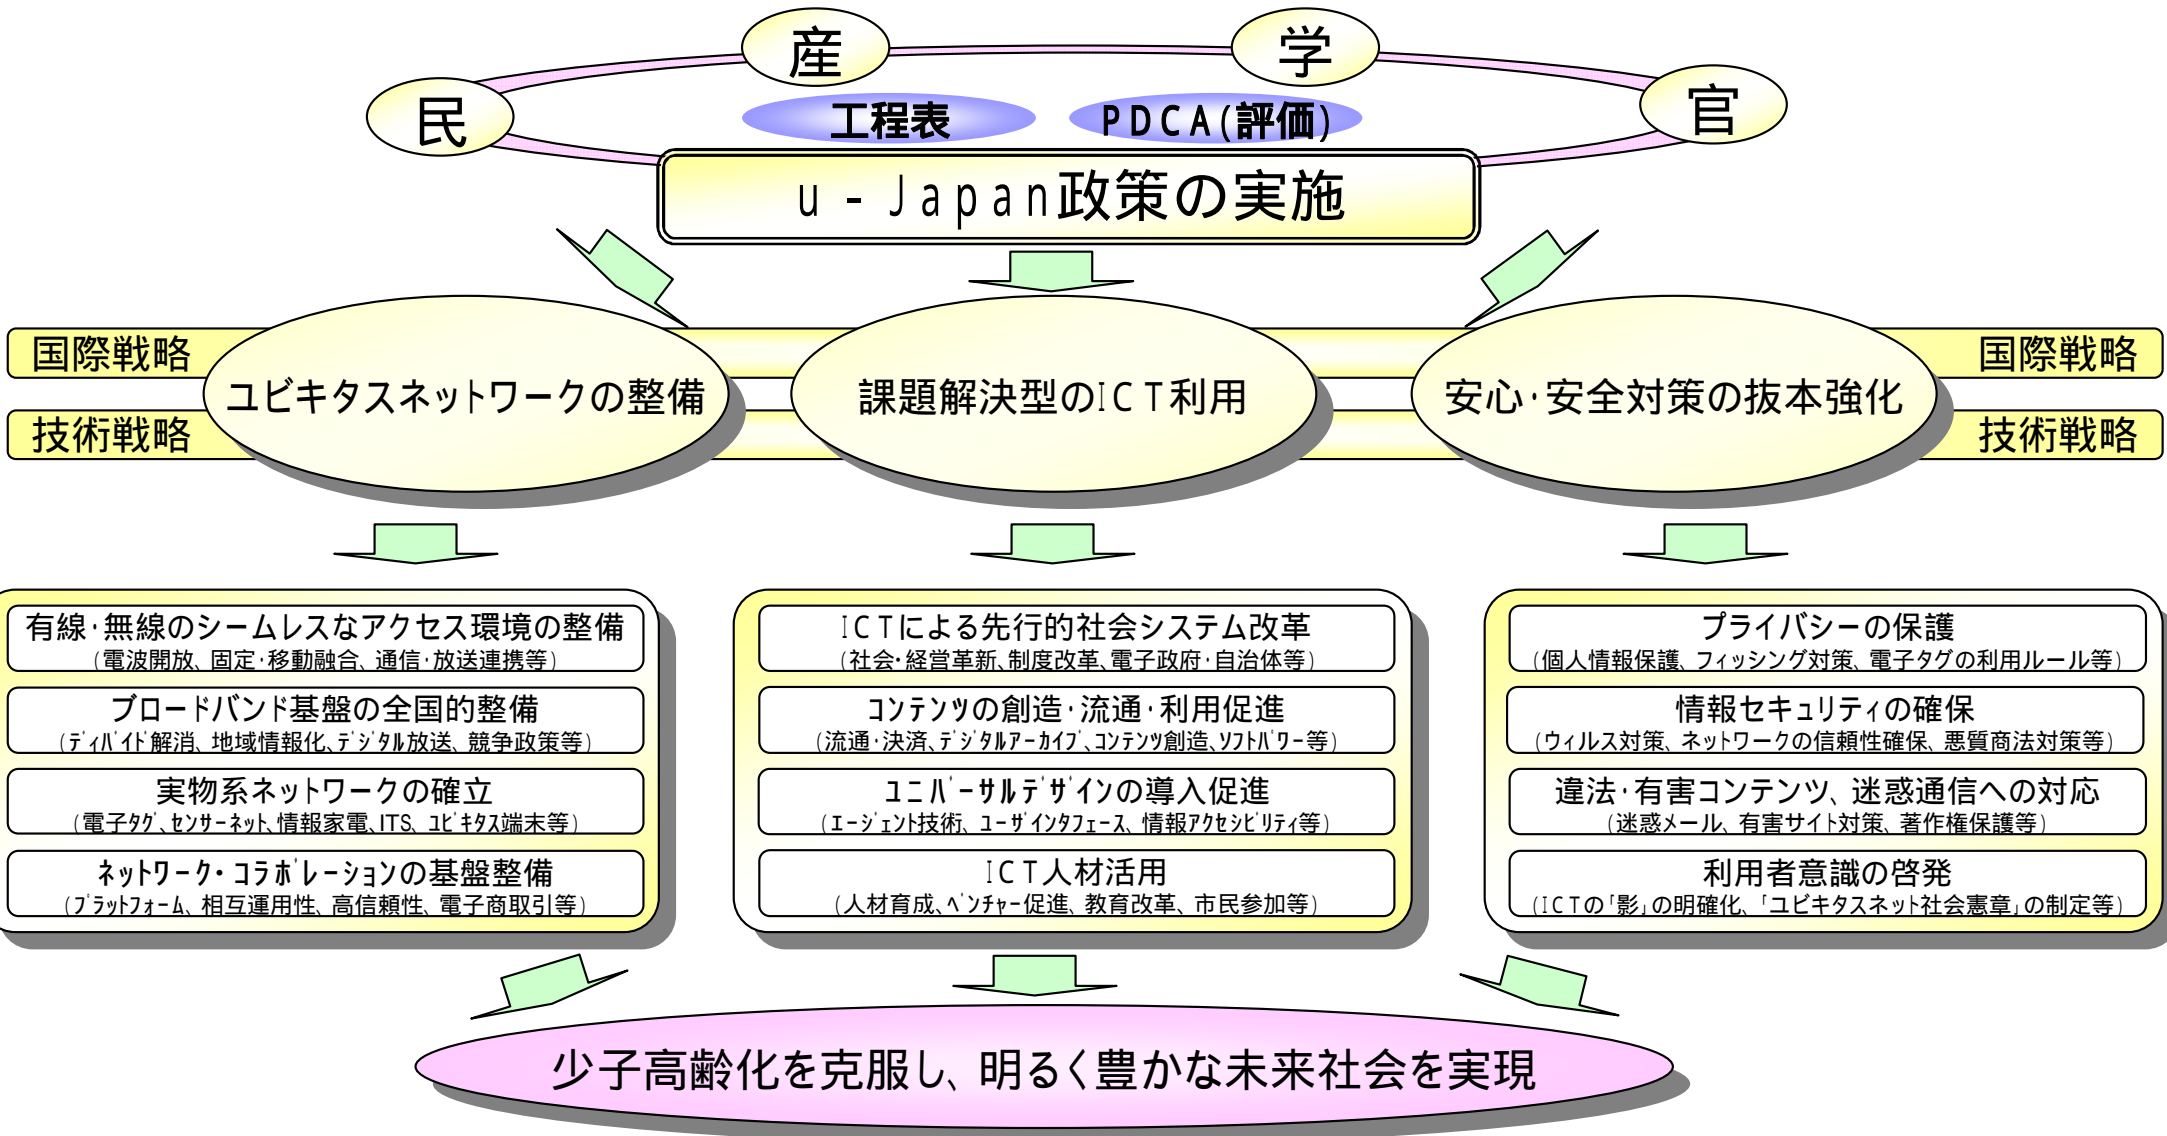 民
産
学
官
工程表
PDCA(評価)
u-Japan政策の実施
国際戦略
国際戦略
技術戦略
技術戦略
ユビキタスネットワークの整備
課題解決型のICT利用
安心・安全対策の抜本強化
有線・無線のシームレスなアクセス環境の整備
(電波開放、固定・移動融合、通信・放送連携等)
ブロードバンド基盤の全国的整備
(ディバイド解消、地域情報化、デジタル放送、競争政策等)
実物系ネットワークの確立
(電子タグ、センサーネット、情報家電、ITS、ユビキタス端末等)
ネットワーク・コラボレーションの基盤整備
(プラットフォーム、相互運用性、高信頼性、電子商取引等)
ICTによる先行的社会システム改革
(社会・経営革新、制度改革、電子政府・自治体等)
コンテンツの創造・流通・利用促進
(流通・決済、デジタルアーカイブ、コンテンツ創造、ソフトパワー等)
ユニバーサルデザインの導入促進
(エージェント技術、ユーザインタフェース、情報アクセシビリティ等)
ICT人材活用
(人材育成、ベンチャー促進、教育改革、市民参加等)
プライバシーの保護
(個人情報保護、フィッシング対策、電子タグの利用ルール等)
情報セキュリティの確保
(ウィルス対策、ネットワークの信頼性確保、悪質商法対策等)
違法・有害コンテンツ、迷惑通信への対応
(迷惑メール、有害サイト対策、著作権保護等)
利用者意識の啓発
(ICTの「影」の明確化、「ユビキタスネット社会憲章」の制定等)
少子高齢化を克服し、明るく豊かな未来社会を実現